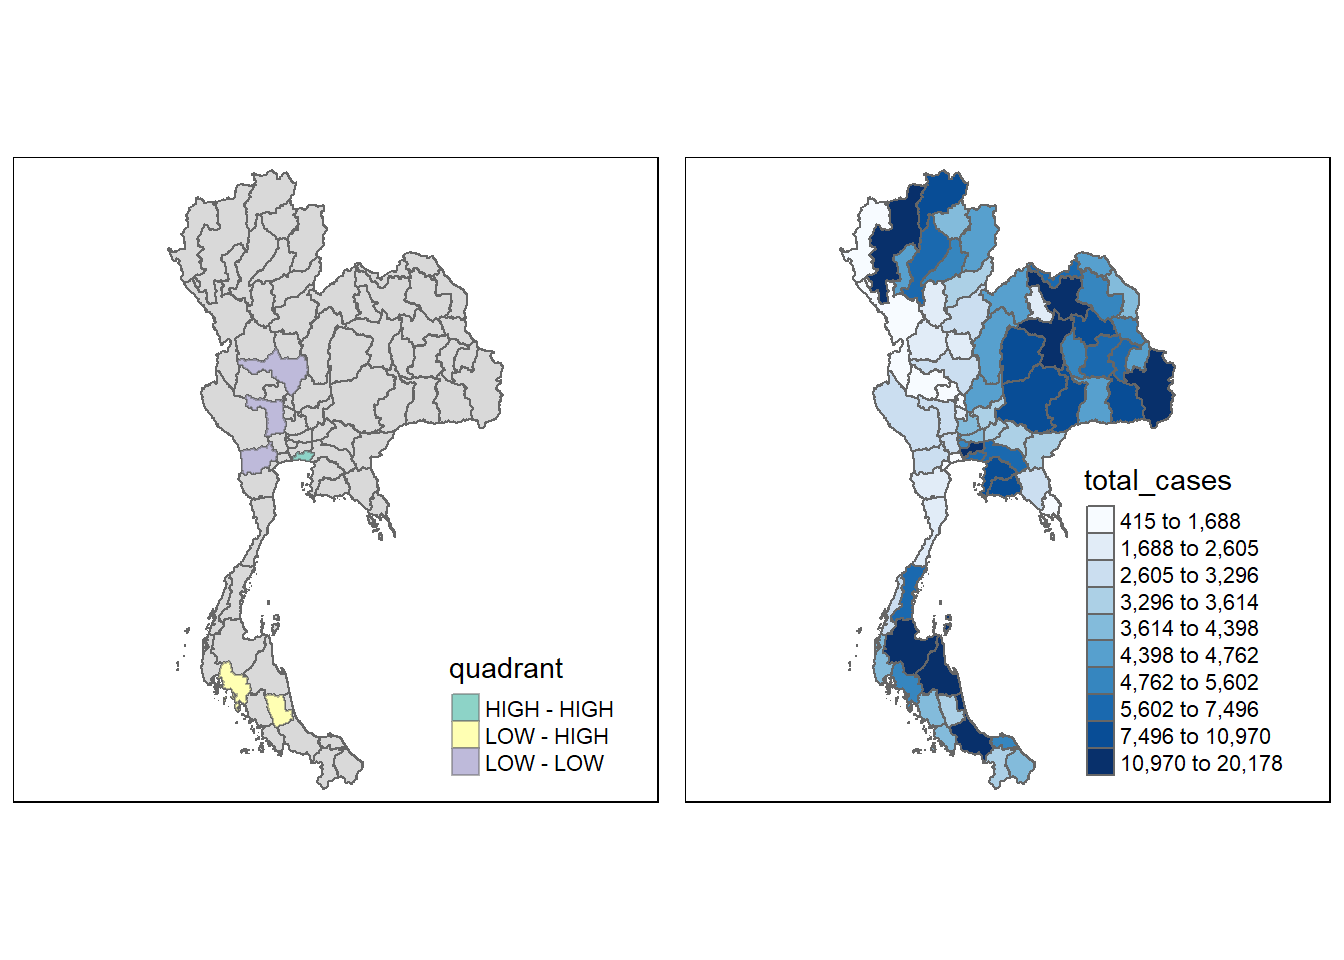 quadrant
HIGH - HIGH
LOW - HIGH
LOW - LOW
total_cases
415 to 1,688
1,688 to 2,605
2,605 to 3,296
3,296 to 3,614
3,614 to 4,398
4,398 to 4,762
4,762 to 5,602
5,602 to 7,496
7,496 to 10,970
10,970 to 20,178